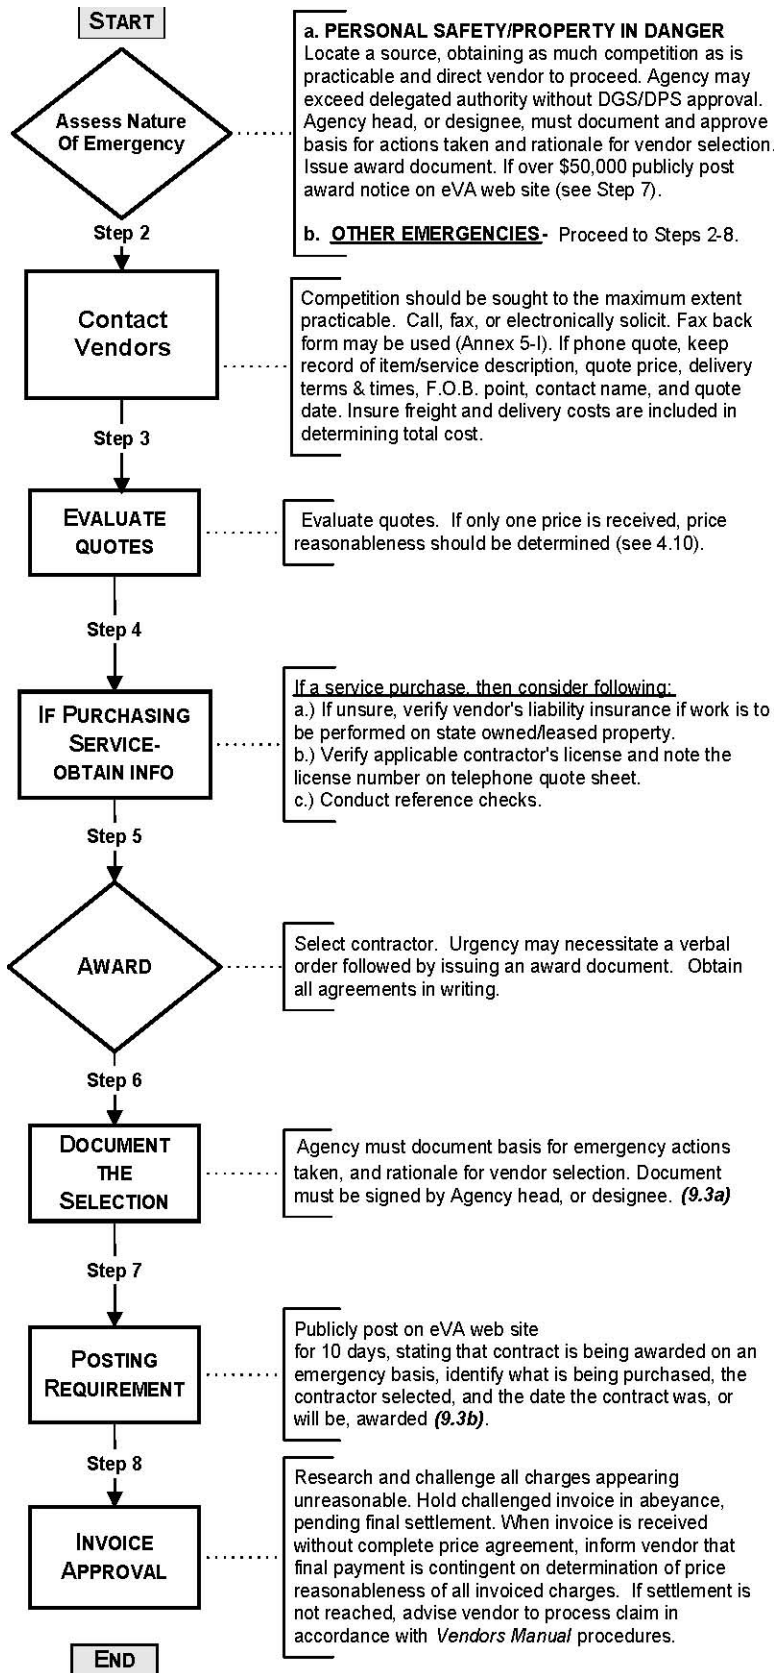 START
a. PERSONAL SAFETY/PROPERTY IN DANGER
Locate a source, obtaining as much competition as is
practicable and direct vendor to proceed. Agency may
exceed delegated authority without DGS/DPS approval.
Agency head, or designee, must document and approve
basis for actions taken and rationale for vendor selection.
Issue award document. If over $50,000 publicly post
award notice on eVA web site (see Step 7).
b. OTHER EMERGENCIES- Proceed to Steps 2-8.
Assess Nature
Of Emergency
Step 2
Contact
Vendors
Competition should be sought to the maximum extent
practicable. Call, fax, or electronically solicit. Fax back
form may be used (Annex 5-I). If phone quote, keep
record of item/service description, quote price, delivery
terms & times, F.O.B. point, contact name, and quote
date. Insure freight and delivery costs are included in
determining total cost.
Step 3
EVALUATE
QUOTES
Evaluate quotes. If only one price is received, price
reasonableness should be determined (see 4.10).
Step 4
IF PURCHASING
SERVICE-
OBTAIN INFO
If a service purchase, then consider following:
a.) If unsure, verify vendor's liability insurance if work is to
be performed on state owned/leased property.
b.) Verify applicable contractor's license and note the
license number on telephone quote sheet.
c.) Conduct reference checks.
Step 5
AWARD
Select contractor. Urgency may necessitate a verbal
order followed by issuing an award document. Obtain
all agreements in writing.
Step 6
DOCUMENT
THE
SELECTION
Agency must document basis for emergency actions
taken, and rationale for vendor selection. Document
must be signed by Agency head, or designee. (9.3a)
Step 7
POSTING
REQUIREMENT
Publicly post on eVA web site
for 10 days, stating that contract is being awarded on an
emergency basis, identify what is being purchased, the
contractor selected, and the date the contract was, or
will be, awarded (9.3b).
Step 8
INVOICE
APPROVAL
Research and challenge all charges appearing
unreasonable. Hold challenged invoice in abeyance,
pending final settlement. When invoice is received
without complete price agreement, inform vendor that
final payment is contingent on determination of price
reasonableness of all invoiced charges. If settlement is
not reached, advise vendor to process claim in
accordance with Vendors Manual procedures.
END